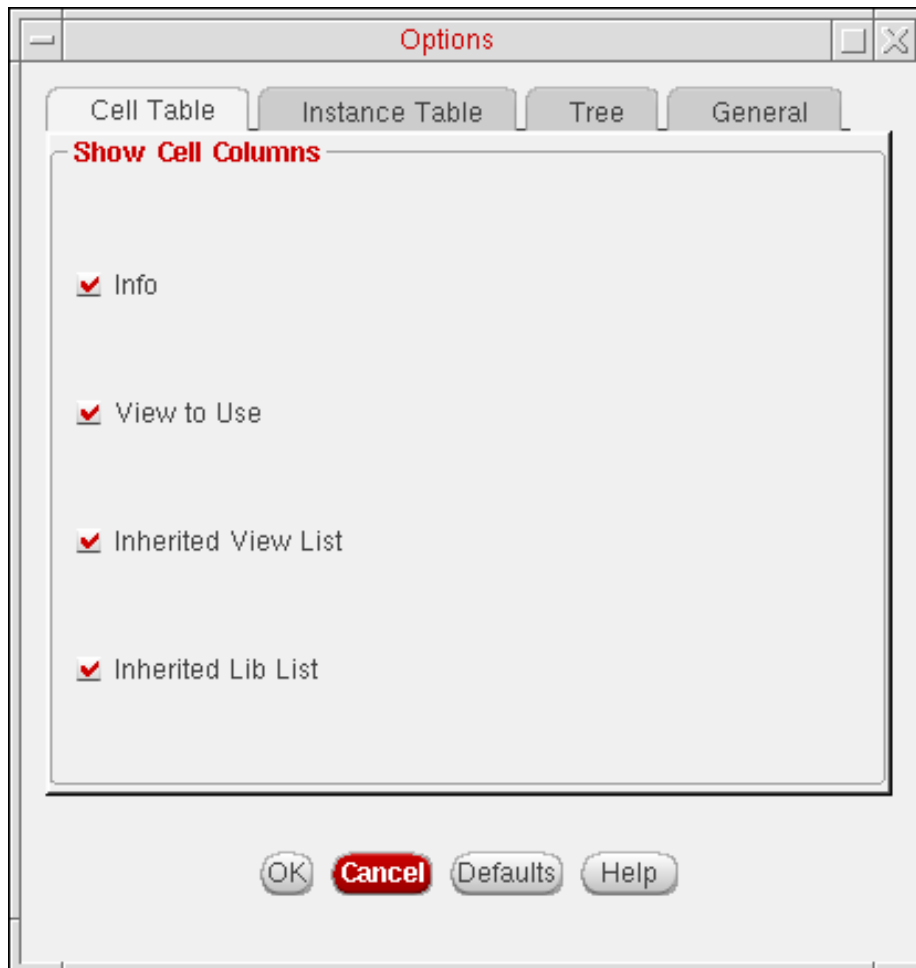 Options
Cell Table Instance Table Tree General
Show Cell Columns
Info
View to Use
Inherited View List
Inherited Lib List
OK Cancel Defaults Help